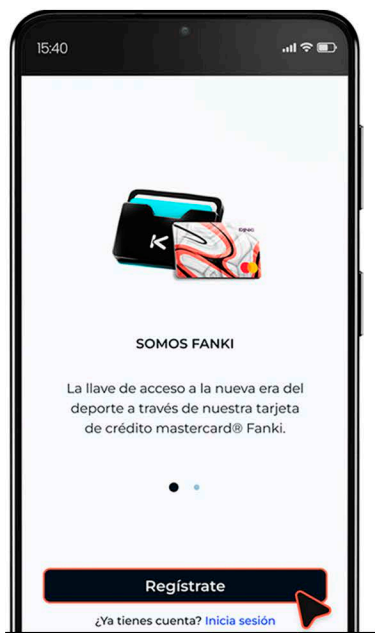 15:40
SOMOS FANKI
La llave de acceso a la nueva era del
deporte a través de nuestra tarjeta
de crédito mastercard® Fanki.
Regístrate
¿Ya tienes cuenta? Inicia sesión